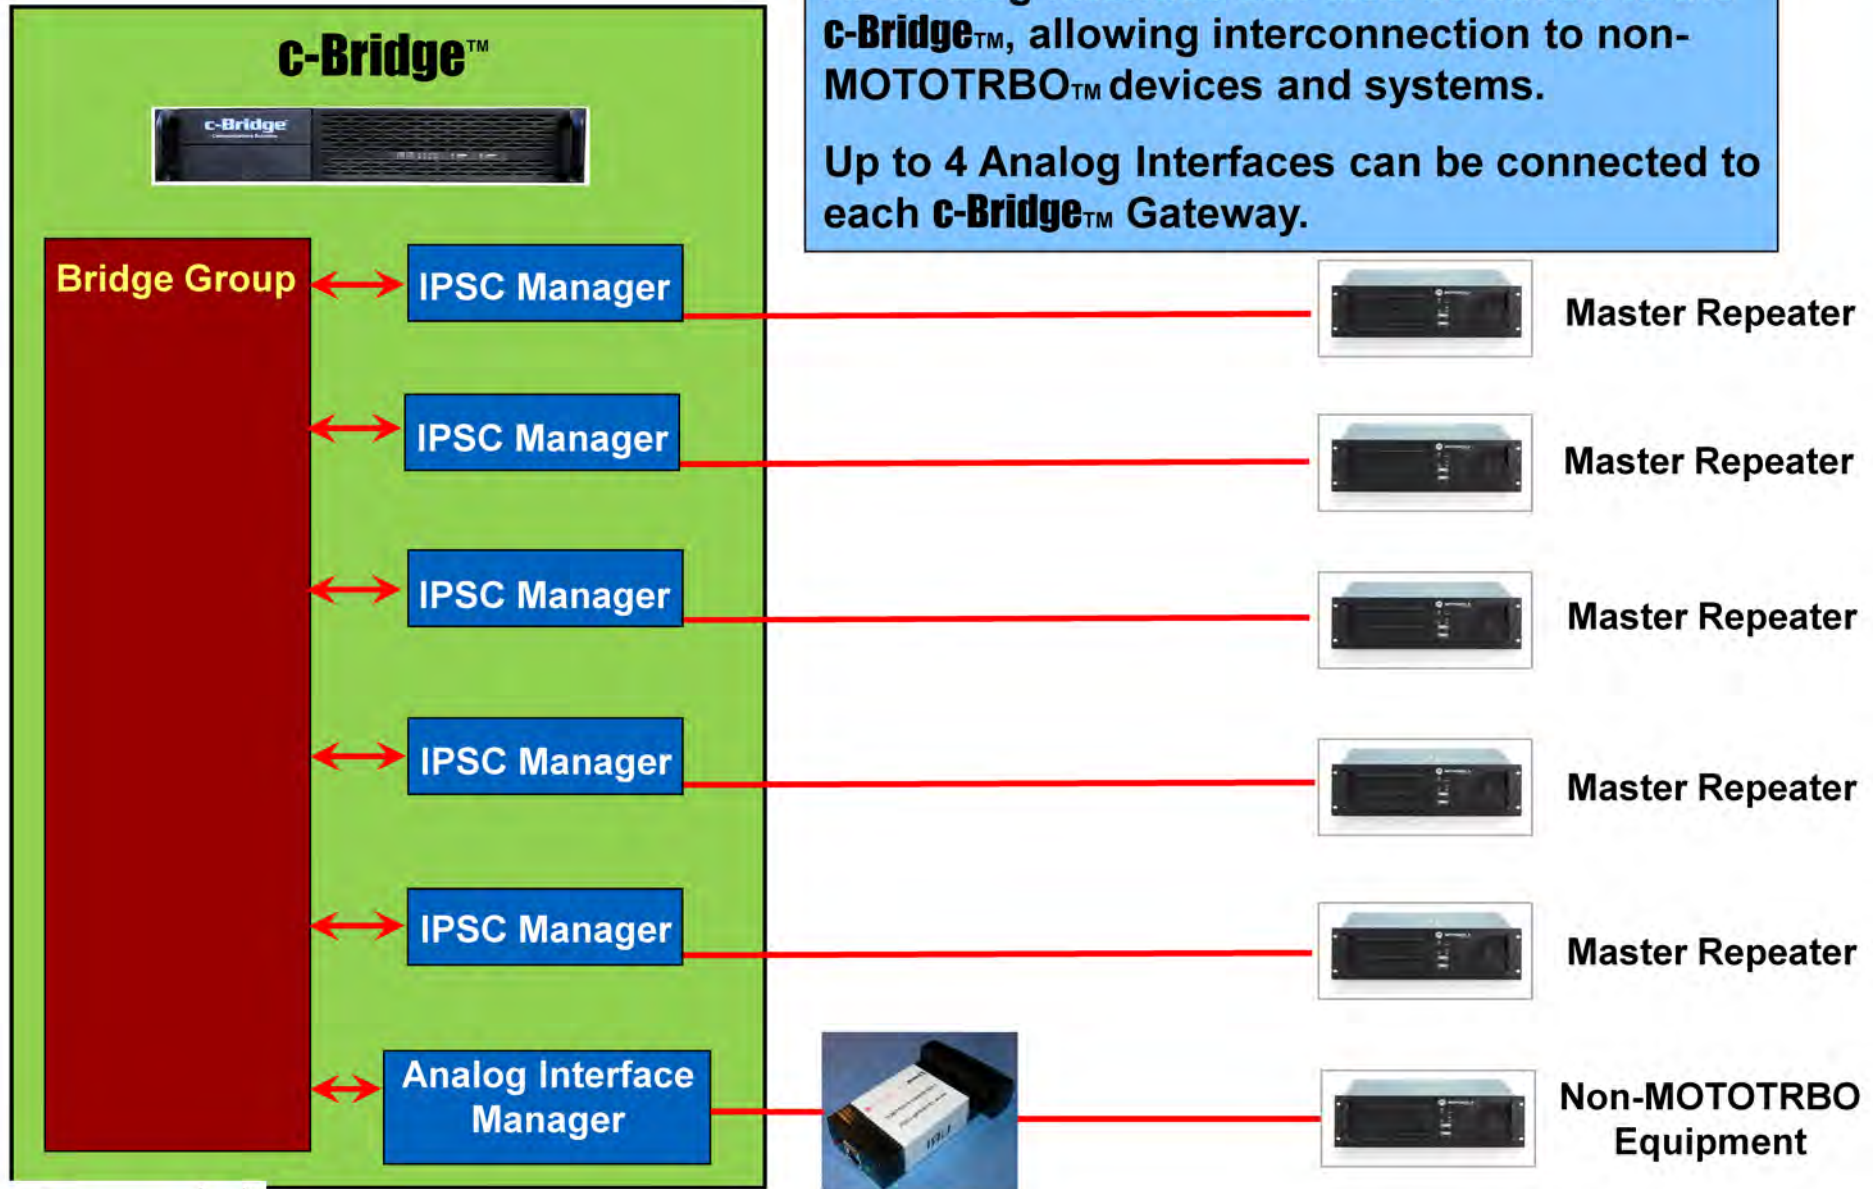 c-Bridge™
c-Bridge
c-Bridge™, allowing interconnection to non-
MOTOTRBO™ devices and systems.
Up to 4 Analog Interfaces can be connected to
each c-Bridge™ Gateway.
Bridge Group
IPSC Manager
Master Repeater
IPSC Manager
Master Repeater
IPSC Manager
Master Repeater
IPSC Manager
Master Repeater
IPSC Manager
Master Repeater
Analog Interface
Manager
Non-MOTOTRBO
Equipment